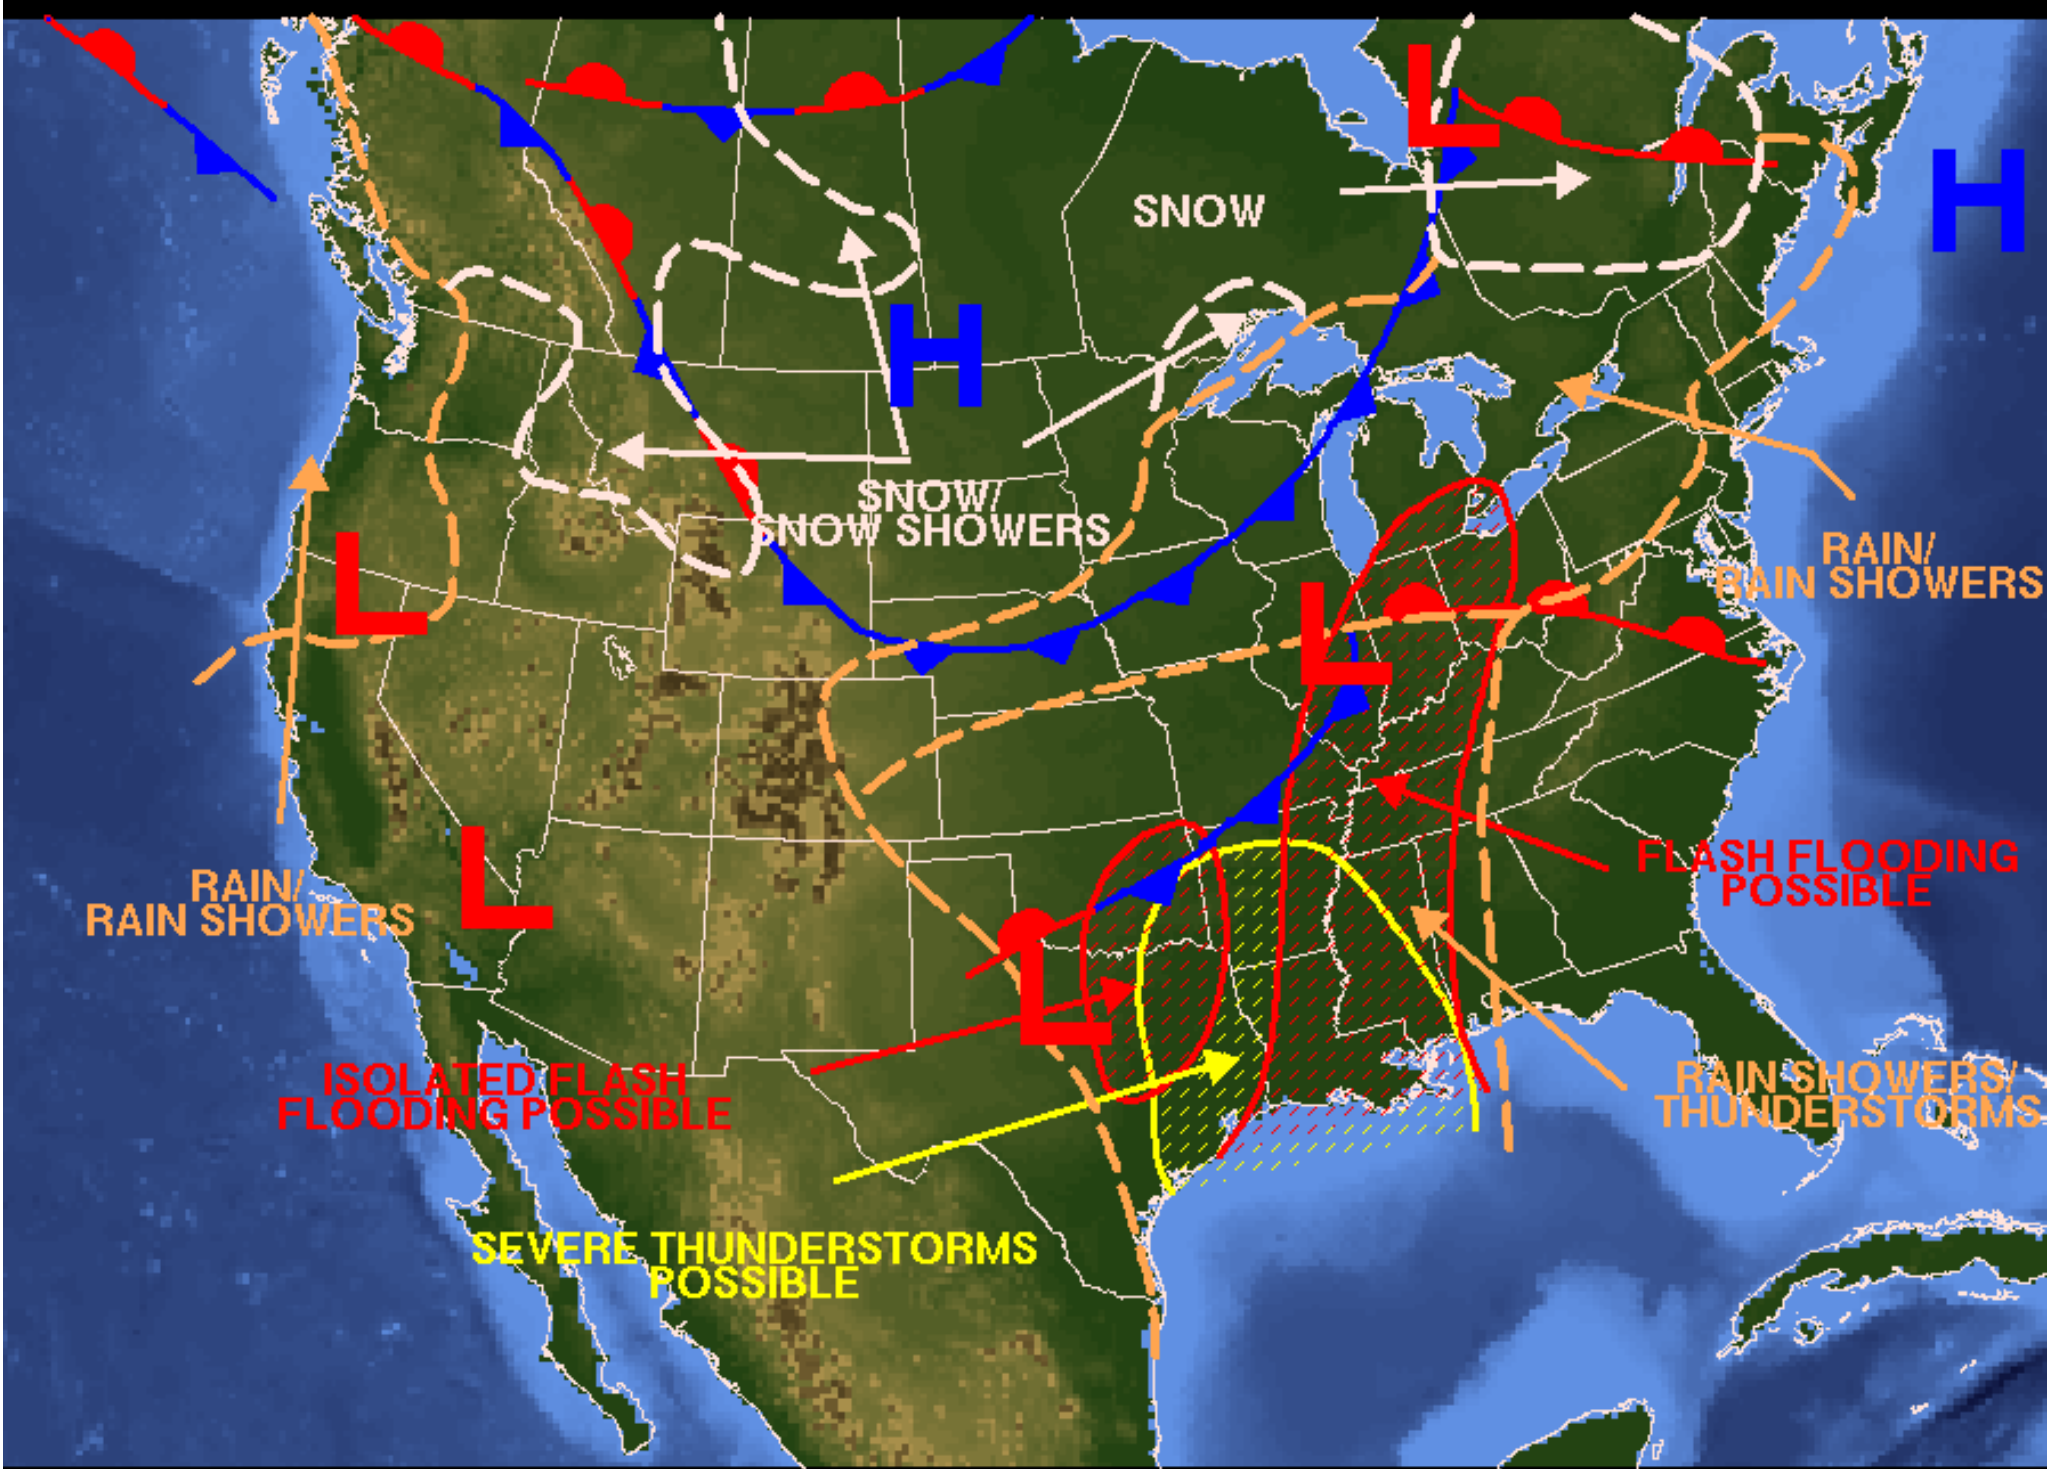 L
H
SNOW
H
SNOW/
SNOW SHOWERS
L
RAIN/
RAIN SHOWERS
L
L
RAIN/
RAIN SHOWERS
FLASH FLOODING
POSSIBLE
L
ISOLATED FLASH
FLOODING POSSIBLE
RAIN SHOWERS/
THUNDERSTORMS
SEVERE THUNDERSTORMS
POSSIBLE